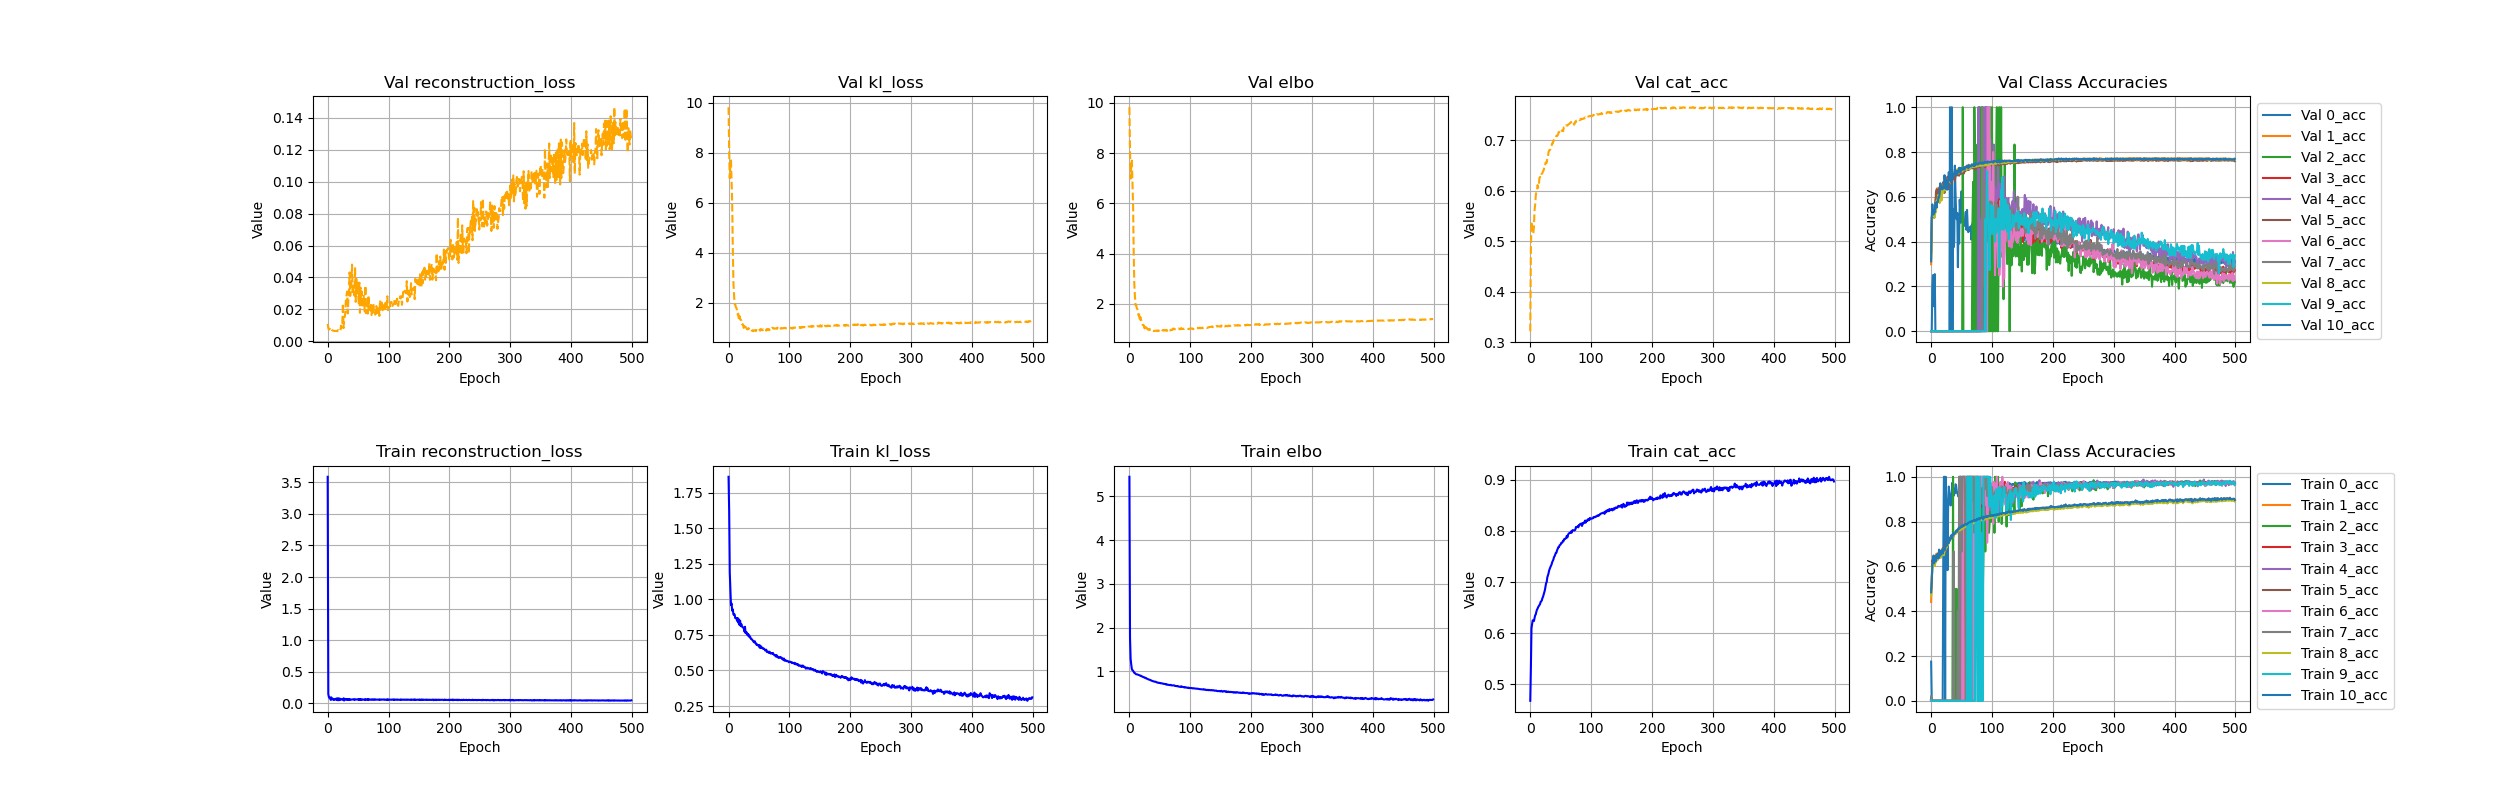 Val reconstruction_loss
Value
0.14
0.12
0.10
0.08
0.06
0.04
0.02
0.00
0 100 200 300 400 500
Epoch
Val kl_loss
Value
10
8
6
4
2
0 100 200 300 400 500
Epoch
Val elbo
Value
10
8
6
4
2
0 100 200 300 400 500
Epoch
Val cat_acc
Value
0.7
0.6
0.5
0.4
0.3
0 100 200 300 400 500
Epoch
Val Class Accuracies
Accuracy
1.0
0.8
0.6
0.4
0.2
0.0
0 100 200 300 400 500
Epoch
Val 0_acc
Val 1_acc
Val 2_acc
Val 3_acc
Val 4_acc
Val 5_acc
Val 6_acc
Val 7_acc
Val 8_acc
Val 9_acc
Val 10_acc
Train reconstruction_loss
Value
3.5
3.0
2.5
2.0
1.5
1.0
0.5
0.0
0 100 200 300 400 500
Epoch
Train kl_loss
Value
1.75
1.50
1.25
1.00
0.75
0.50
0.25
0 100 200 300 400 500
Epoch
Train elbo
Value
5
4
3
2
1
0 100 200 300 400 500
Epoch
Train cat_acc
Value
0.9
0.8
0.7
0.6
0.5
0 100 200 300 400 500
Epoch
Train Class Accuracies
Accuracy
1.0
0.8
0.6
0.4
0.2
0.0
0 100 200 300 400 500
Epoch
Train 0_acc
Train 1_acc
Train 2_acc
Train 3_acc
Train 4_acc
Train 5_acc
Train 6_acc
Train 7_acc
Train 8_acc
Train 9_acc
Train 10_acc